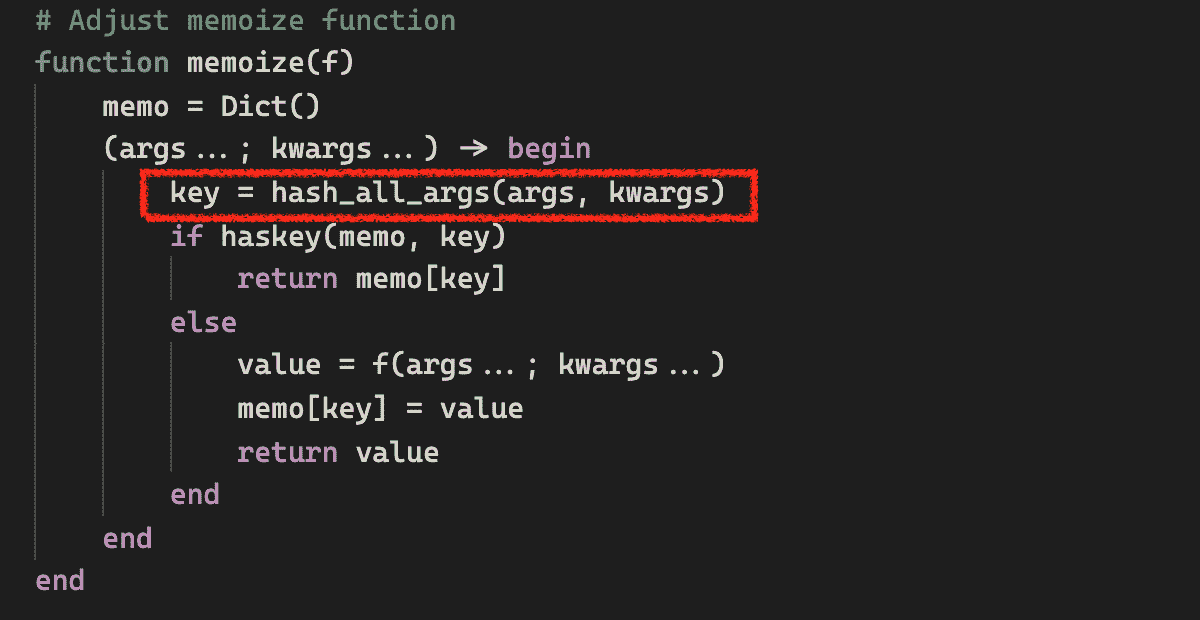 # Adjust memoize function
function memoize(f)
    memo = Dict()
    (args...; kwargs...) -> begin
        key = hash_all_args(args, kwargs)
        if haskey(memo, key)
            return memo[key]
        else
            value = f(args...; kwargs...)
            memo[key] = value
            return value
        end
    end
end